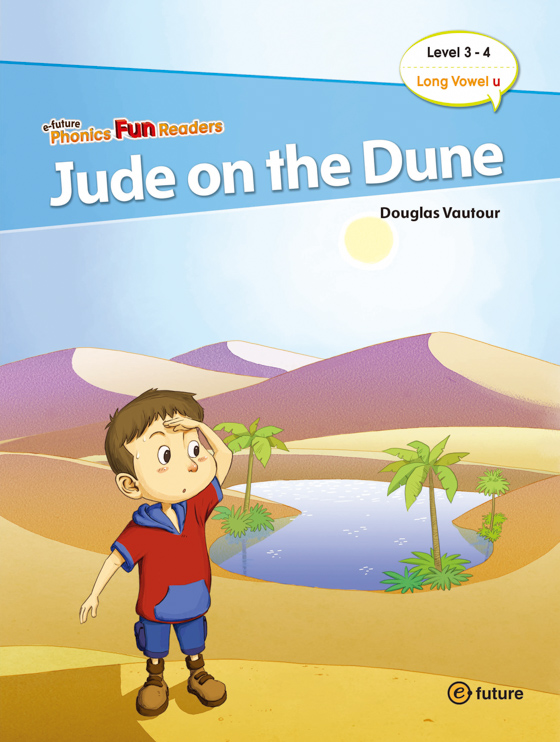 Level 3 - 4
Long Vowel u
e-future
Phonics Fun Readers
Jude on the Dune
Douglas Vautour
e future